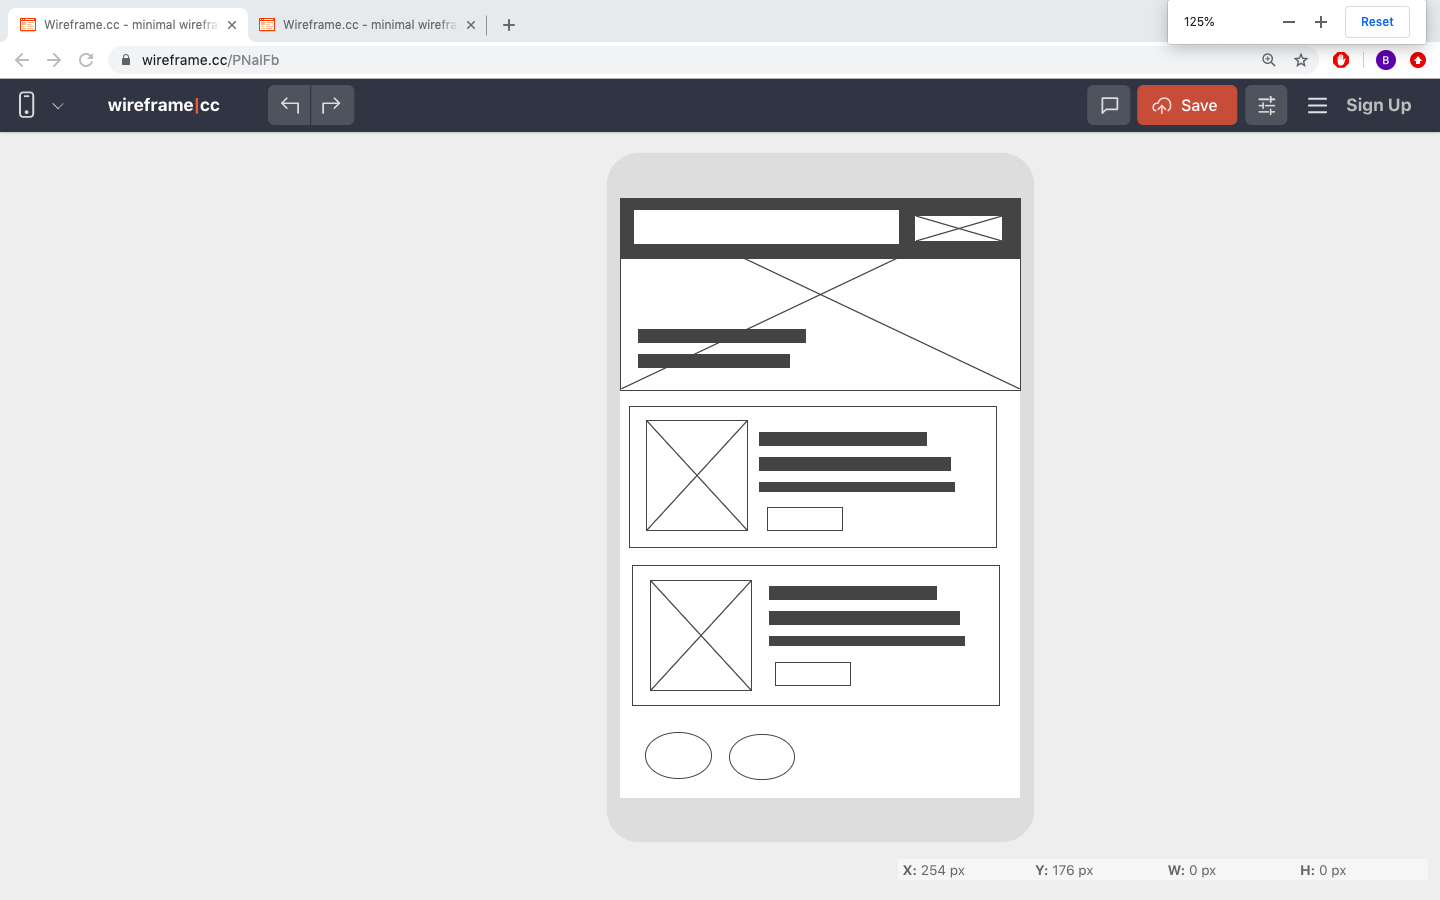 Wireframe.cc - minimal wirefra
Wireframe.cc - minimal wirefra
125%
Reset
wireframe.cc/PNalFb
B
wireframe|cc
Save
Sign Up
X: 254 px
Y: 176 px
W: 0 px
H: 0 px